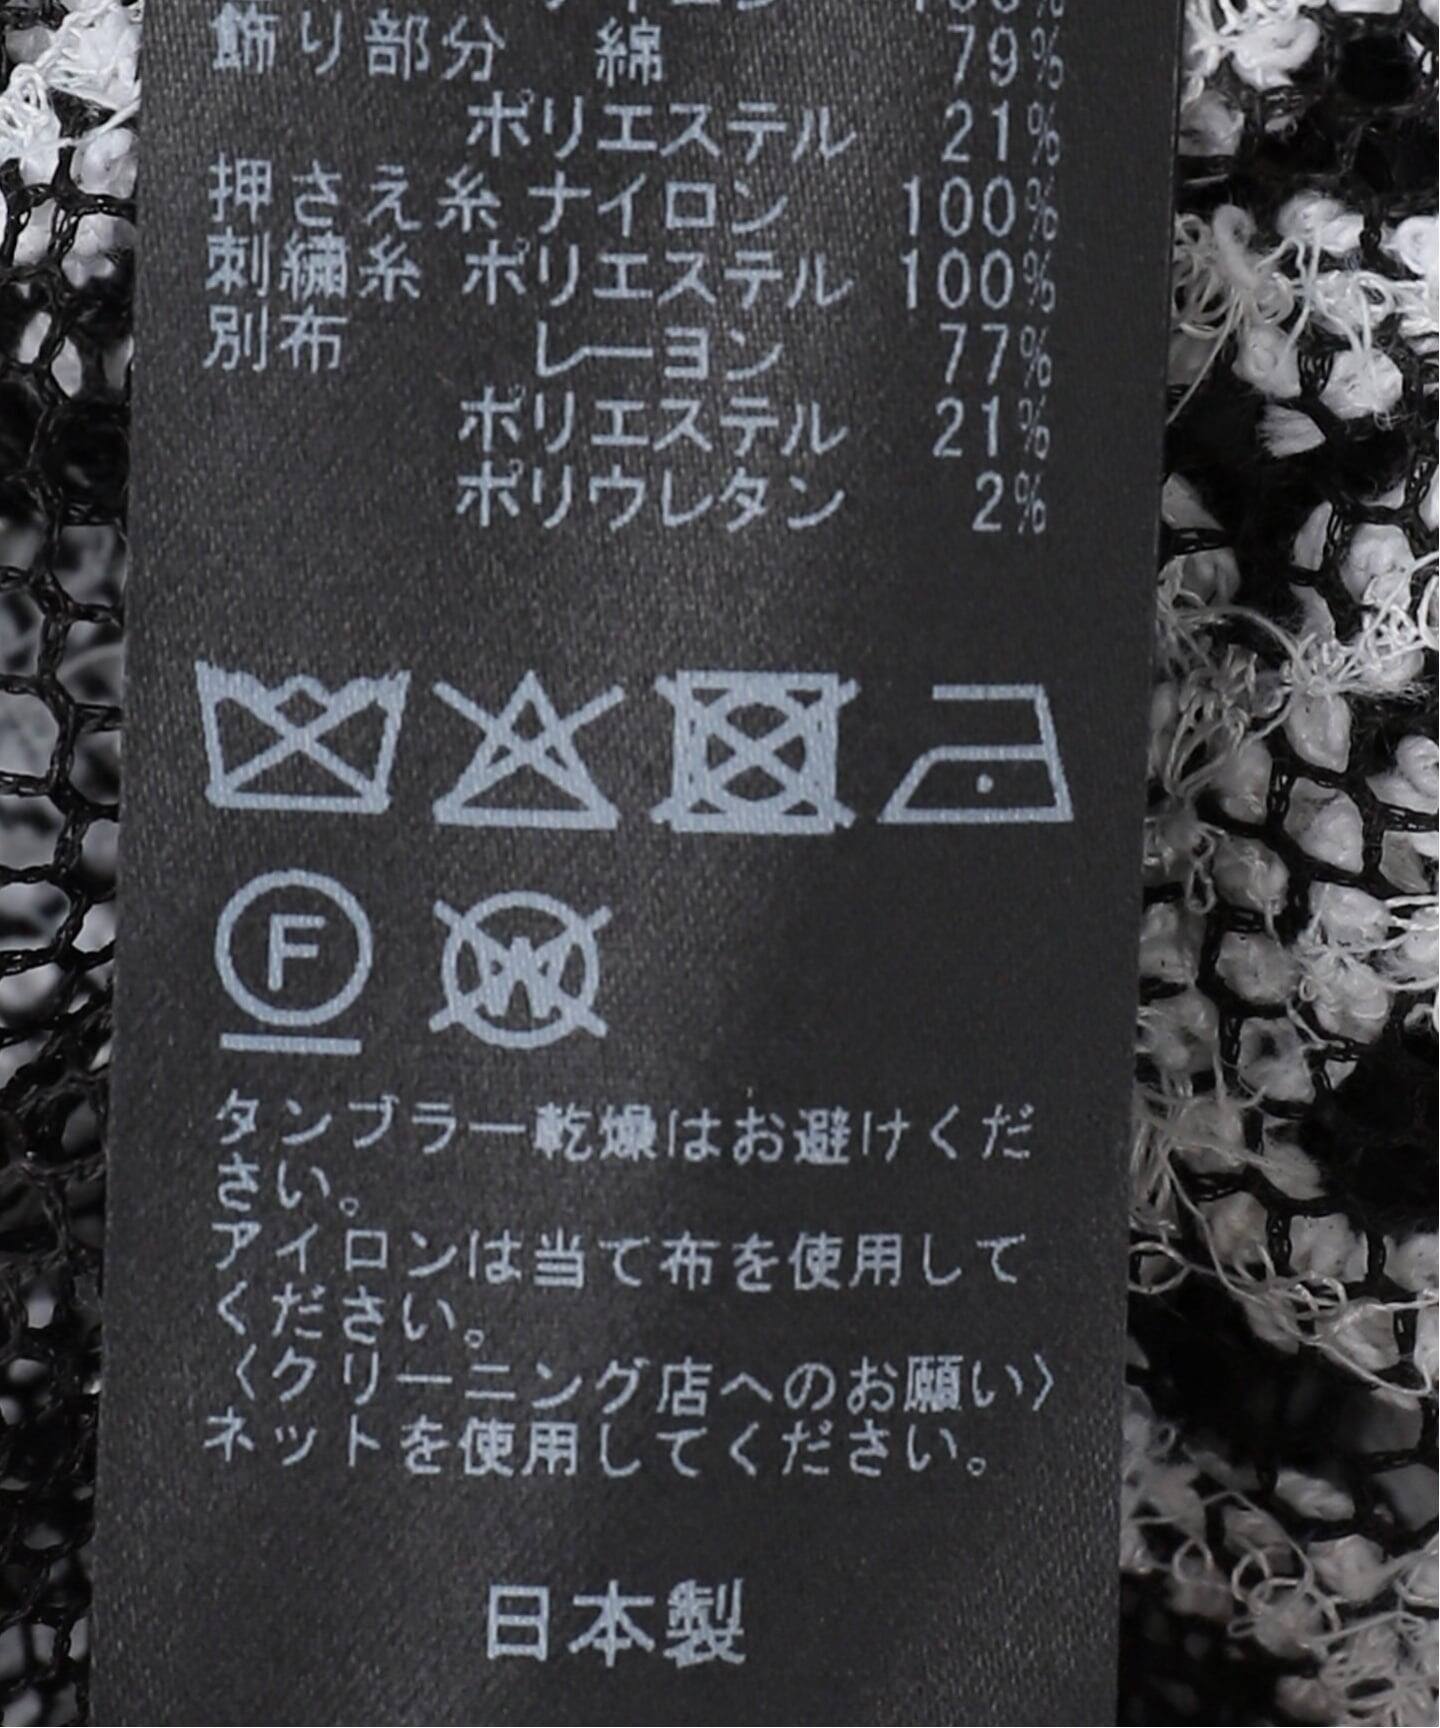 飾り部分 綿 79%
ポリエステル 21%
押さえ糸 ナイロン 100%
刺繍糸 ポリエステル 100%
別布 レーヨン 77%
ポリエステル 21%
ポリウレタン 2%
F
W
タンブラー乾燥はお避けくだ
さい。
アイロンは当て布を使用して
ください。
〈クリーニング店へのお願い〉
ネットを使用してください。
日本製